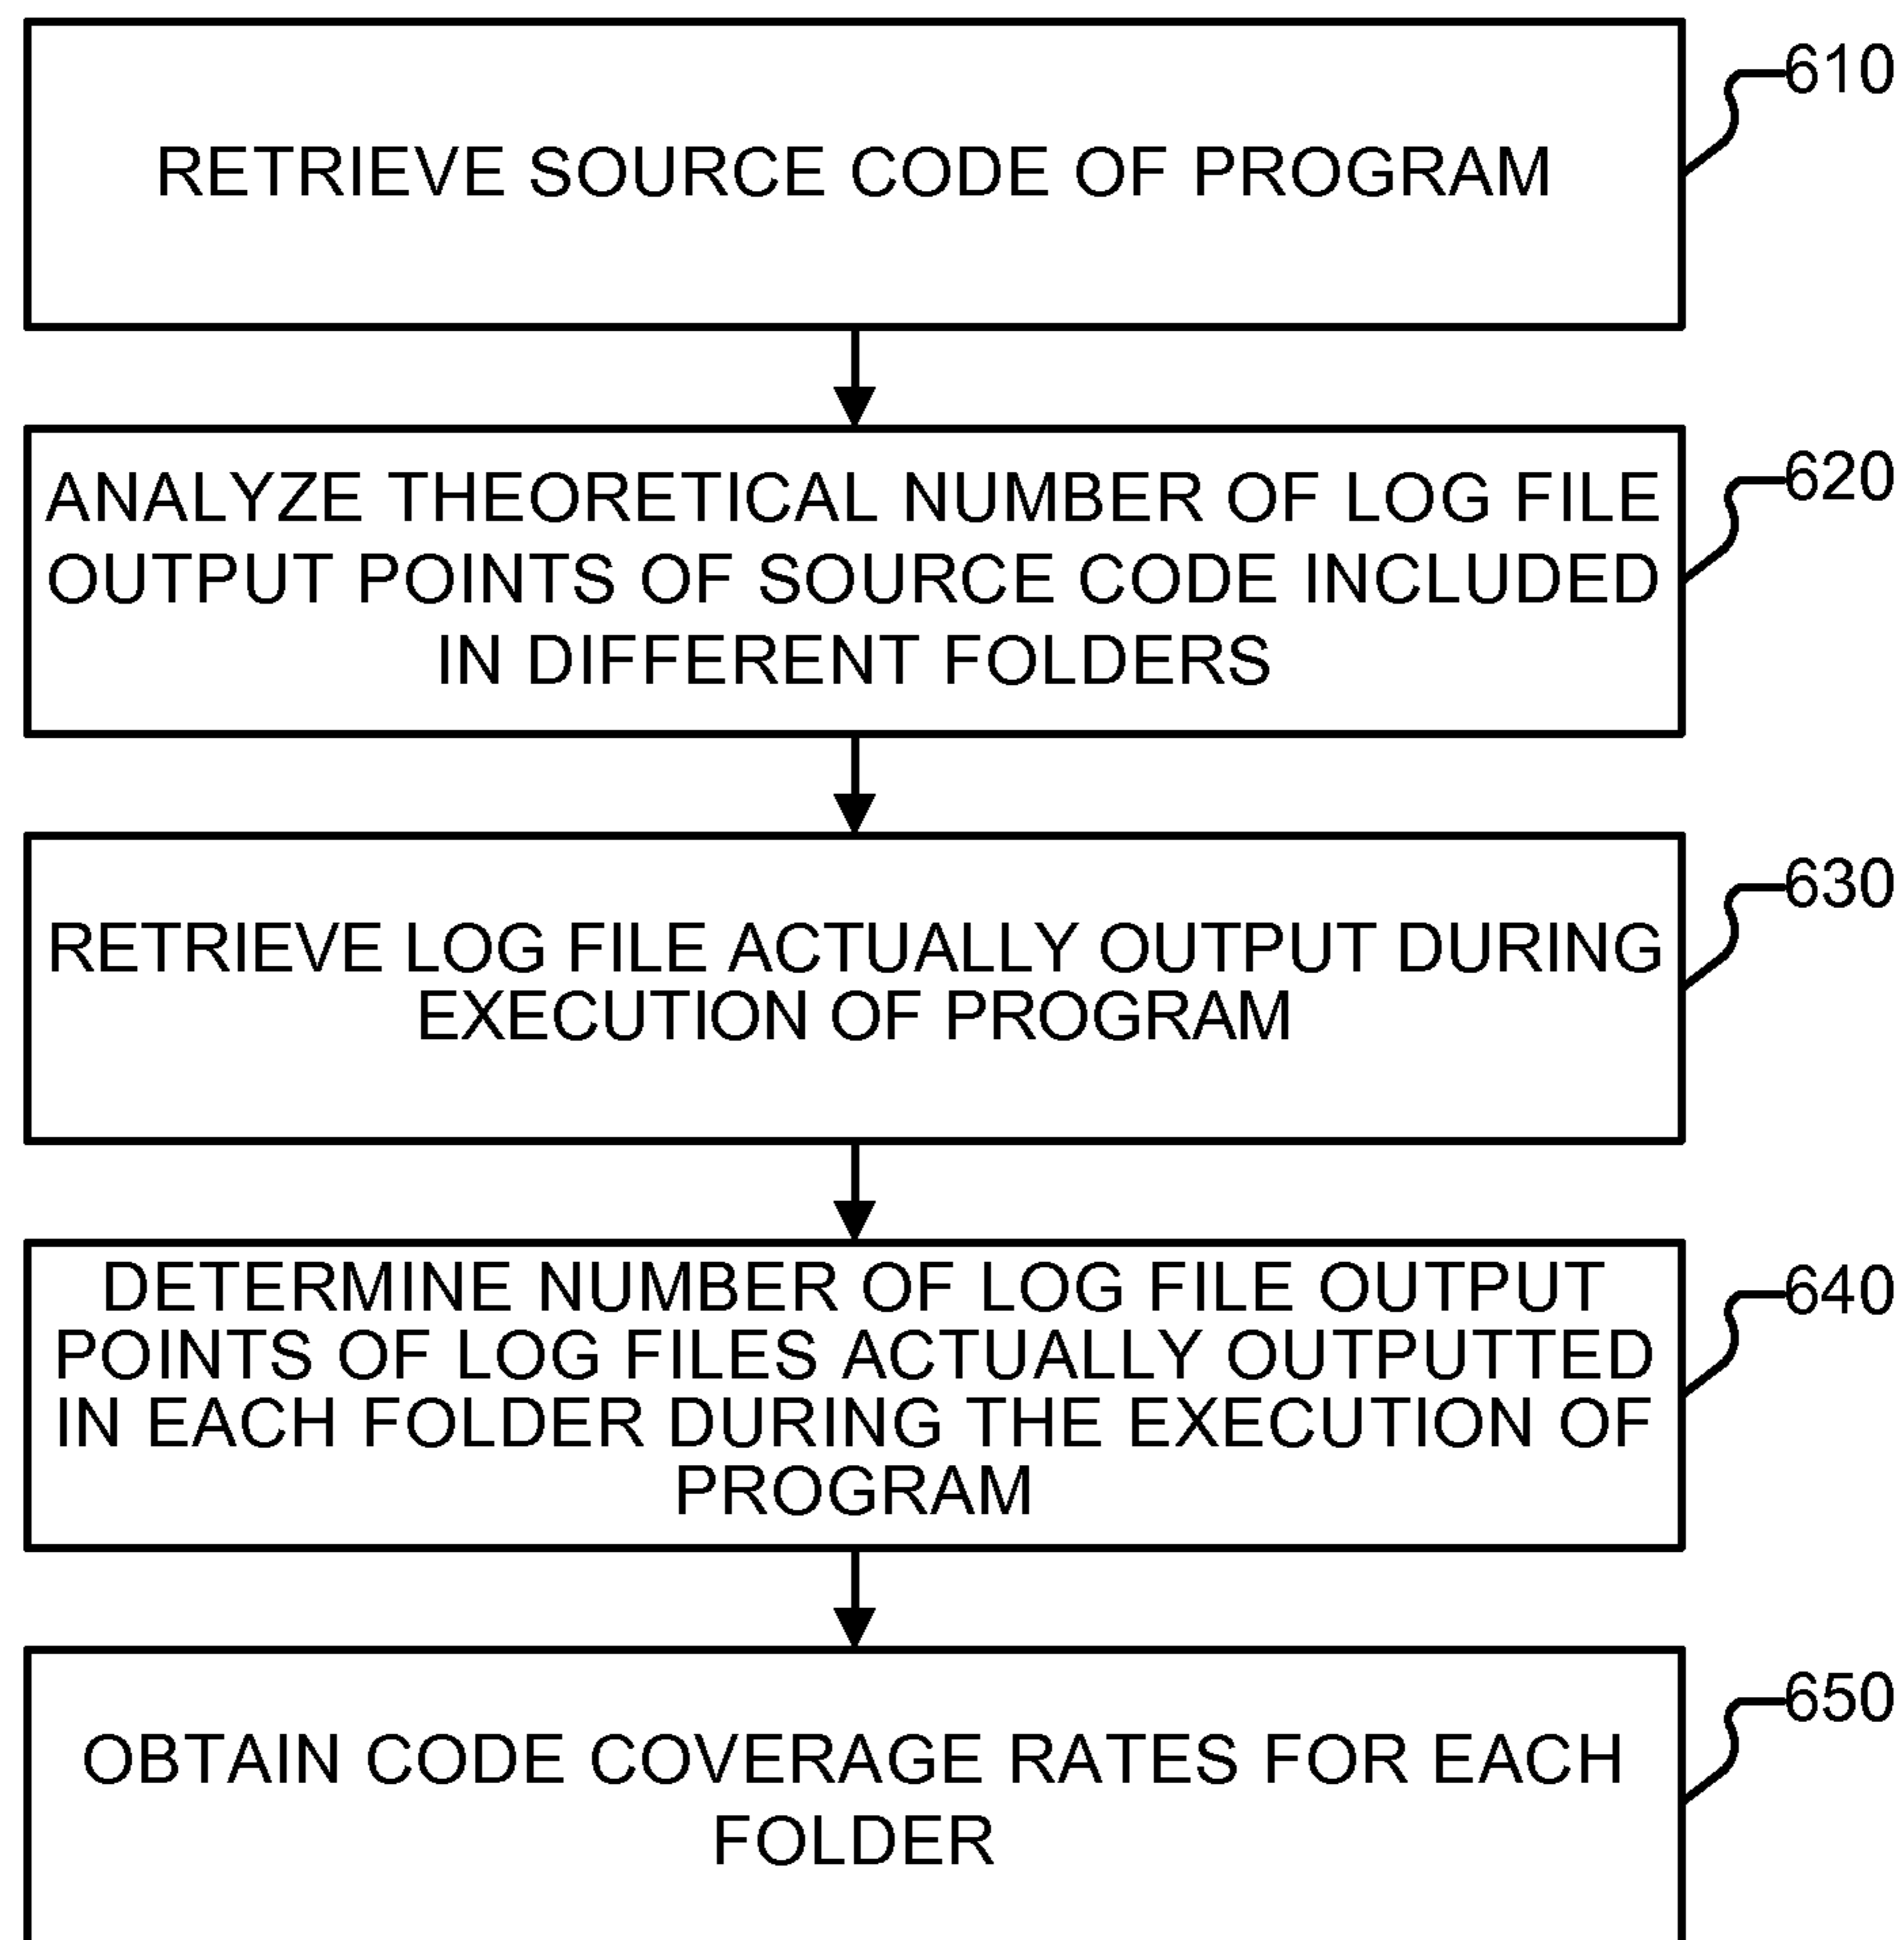 610
RETRIEVE SOURCE CODE OF PROGRAM
620
ANALYZE THEORETICAL NUMBER OF LOG FILE
OUTPUT POINTS OF SOURCE CODE INCLUDED
IN DIFFERENT FOLDERS
630
RETRIEVE LOG FILE ACTUALLY OUTPUT DURING
EXECUTION OF PROGRAM
640
DETERMINE NUMBER OF LOG FILE OUTPUT
POINTS OF LOG FILES ACTUALLY OUTPUTTED
IN EACH FOLDER DURING THE EXECUTION OF
PROGRAM
650
OBTAIN CODE COVERAGE RATES FOR EACH
FOLDER